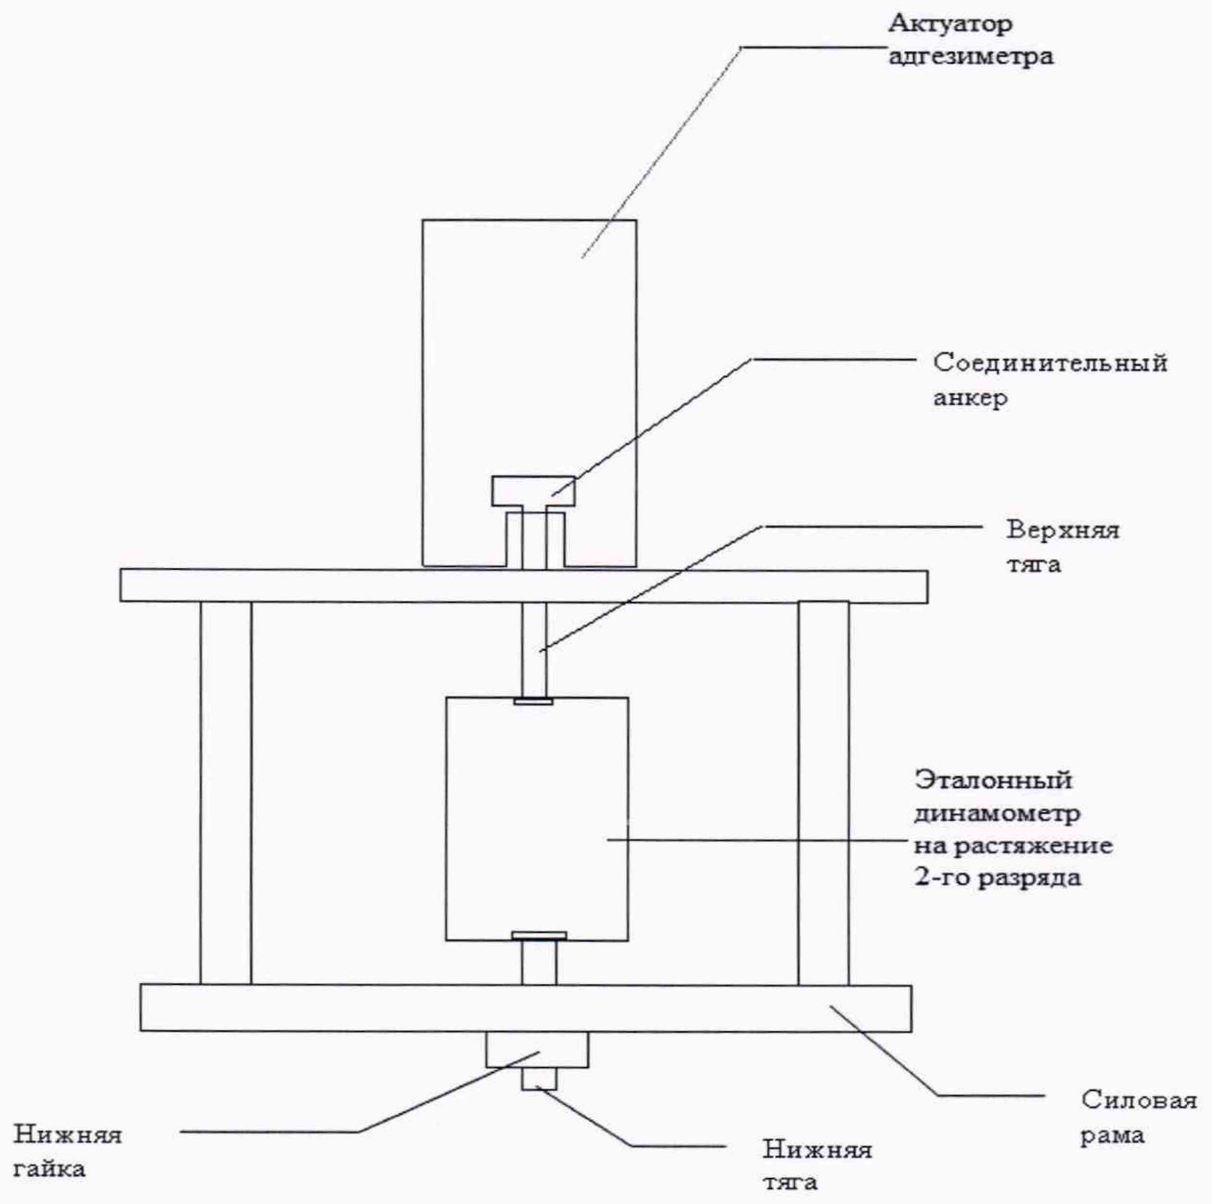 Актуатор
адгезиметра
Соединительный
анкер
Верхняя
тяга
Эталонный
динамометр
на растяжение
2-го разряда
Силовая
рама
Нижняя
гайка
Нижняя
тяга